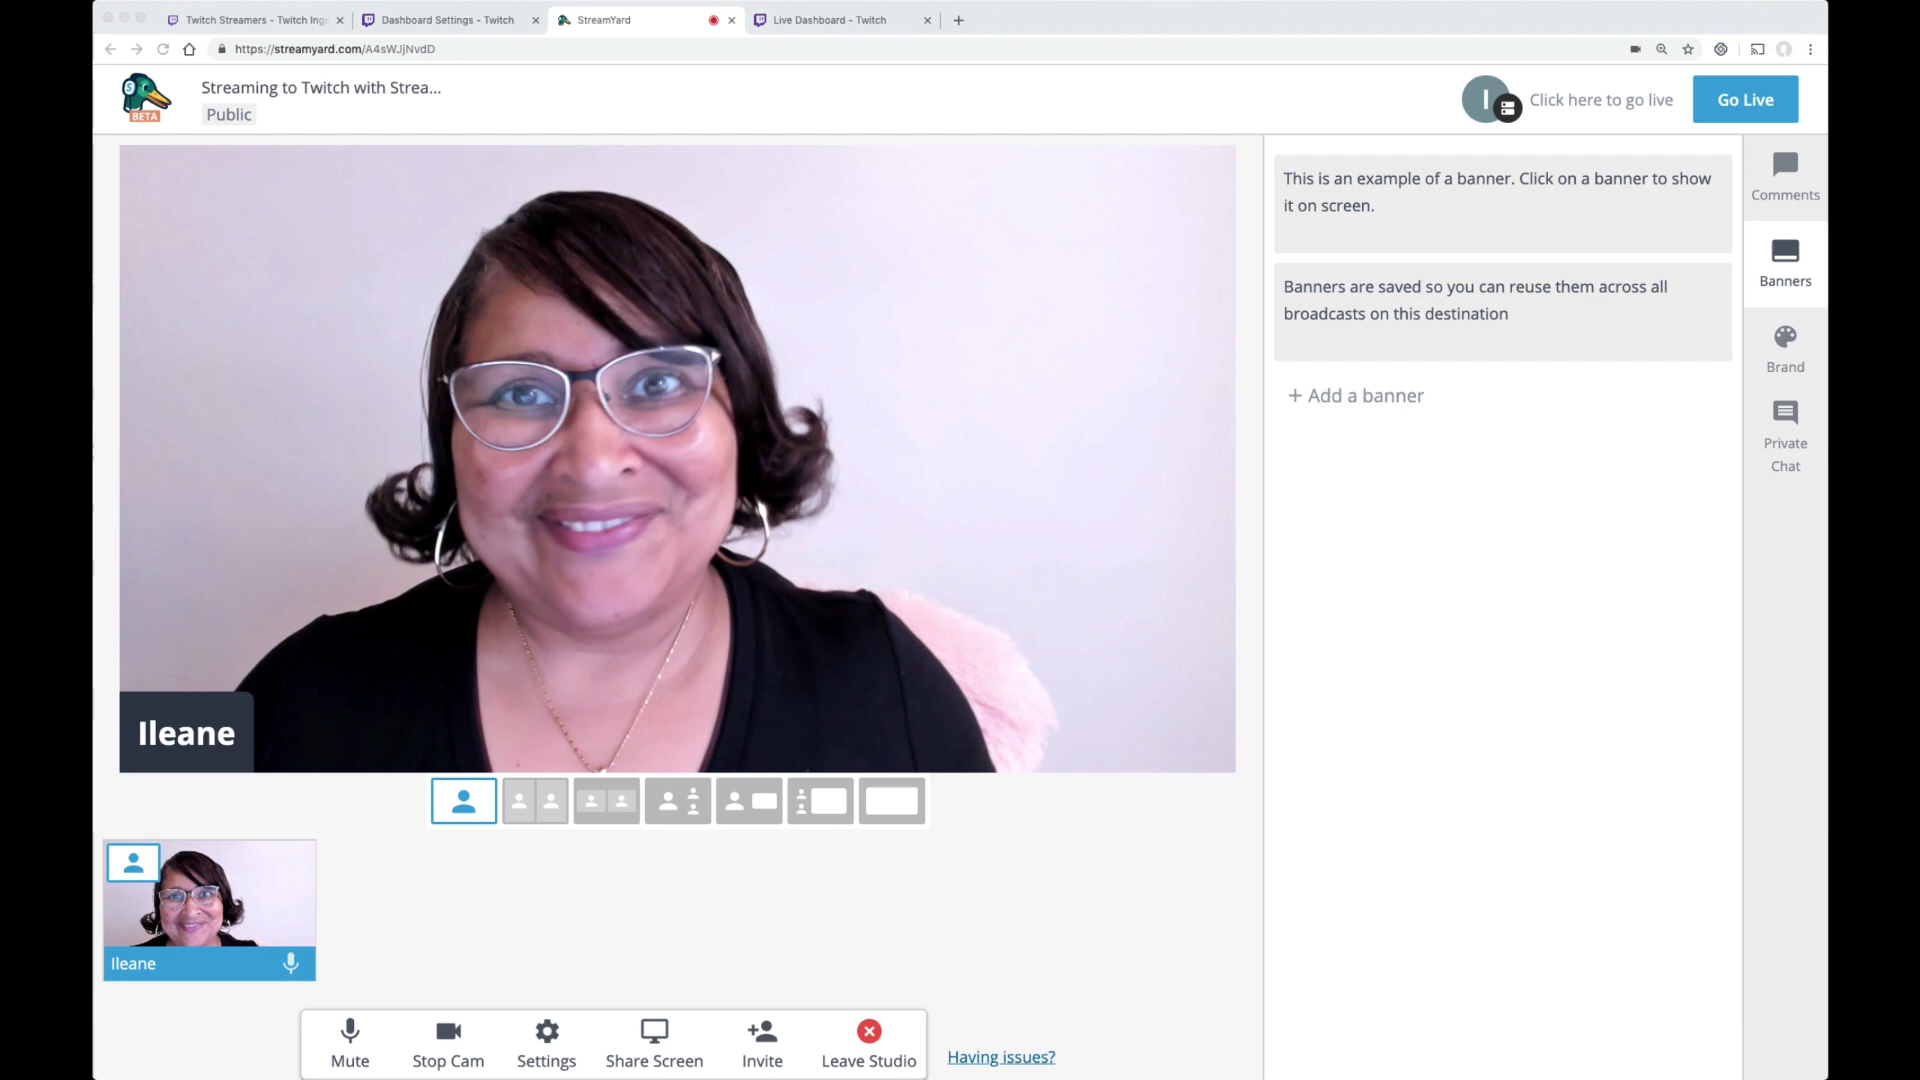 Twitch Streamers - Twitch Ing
Dashboard Settings - Twitch
StreamYard
Live Dashboard - Twitch
https://streamyard.com/A4sWJjNvdD
BETA
Streaming to Twitch with Strea...
Public
I
Click here to go live
Go Live
This is an example of a banner. Click on a banner to show
it on screen.
Banners are saved so you can reuse them across all
broadcasts on this destination
+ Add a banner
Comments
Banners
Brand
Private
Chat
Ileane
Ileane
Mute
Stop Cam
Settings
Share Screen
Invite
Leave Studio
Having issues?